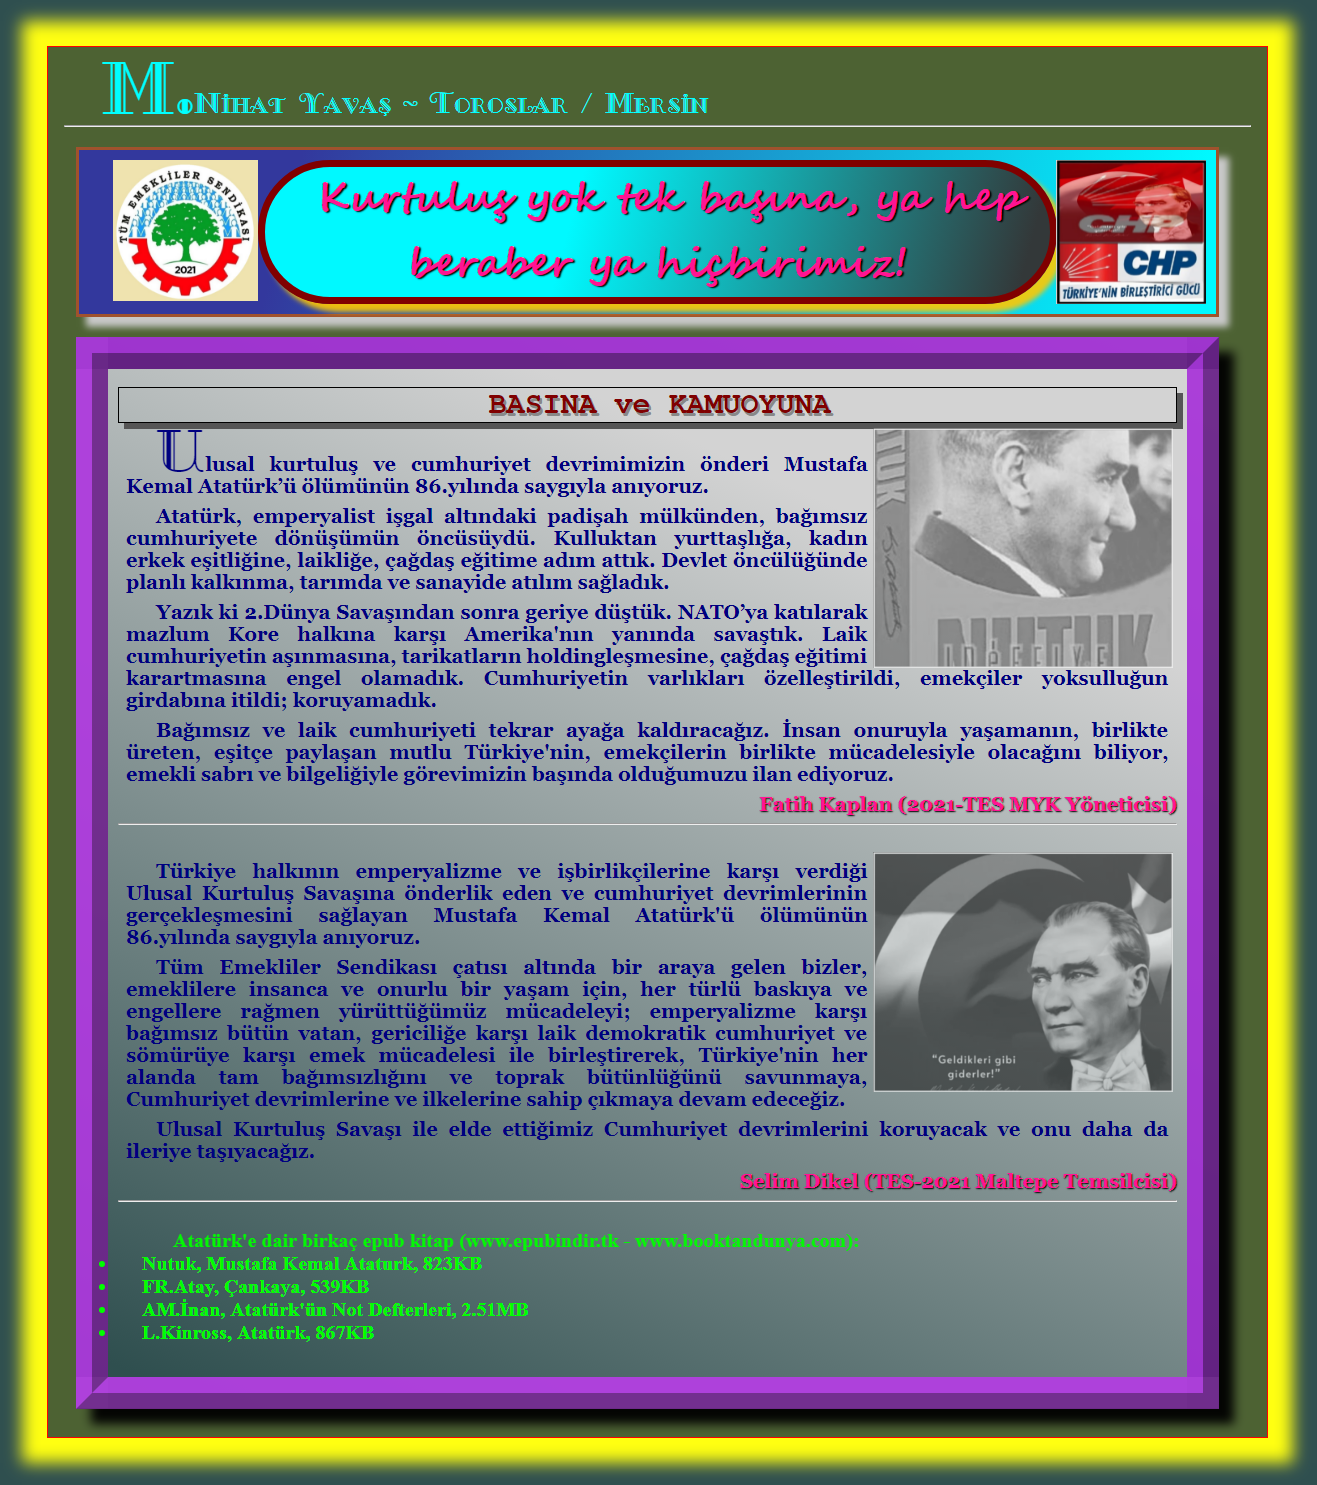 MoNihat Yavaş ~ Toroslar / Mersin
TÜM EMEKLİLER SENDİKASI
2021
Kurtuluş yok tek başına, ya hep
beraber ya hiçbirimiz!
CHP
CHP
TÜRKİYE'NİN BİRLEŞTİRİCİ GÜCÜ
BASINA ve KAMUOYUNA
Ulusal kurtuluş ve cumhuriyet devrimimizin önderi Mustafa
Kemal Atatürk’ü ölümünün 86.yılında saygıyla anıyoruz.
Atatürk, emperyalist işgal altındaki padişah mülkünden, bağımsız
cumhuriyete dönüşümün öncüsüydü. Kulluktan yurttaşlığa, kadın
erkek eşitliğine, laikliğe, çağdaş eğitime adım attık. Devlet öncülüğünde
planlı kalkınma, tarımda ve sanayide atılım sağladık.
Yazık ki 2.Dünya Savaşından sonra geriye düştük. NATO’ya katılarak
mazlum Kore halkına karşı Amerika'nın yanında savaştık. Laik
cumhuriyetin aşınmasına, tarikatların holdingleşmesine, çağdaş eğitimi
karartmasına engel olamadık. Cumhuriyetin varlıkları özelleştirildi, emekçiler yoksulluğun
girdabına itildi; koruyamadık.
Bağımsız ve laik cumhuriyeti tekrar ayağa kaldıracağız. İnsan onuruyla yaşamanın, birlikte
üreten, eşitçe paylaşan mutlu Türkiye'nin, emekçilerin birlikte mücadelesiyle olacağını biliyor,
emekli sabrı ve bilgeliğiyle görevimizin başında olduğumuzu ilan ediyoruz.
NUTUK
Fatih Kaplan (2021-TES MYK Yöneticisi)
Türkiye halkının emperyalizme ve işbirlikçilerine karşı verdiği
Ulusal Kurtuluş Savaşına önderlik eden ve cumhuriyet devrimlerinin
gerçekleşmesini sağlayan Mustafa Kemal Atatürk'ü ölümünün
86.yılında saygıyla anıyoruz.
Tüm Emekliler Sendikası çatısı altında bir araya gelen bizler,
emeklilere insanca ve onurlu bir yaşam için, her türlü baskıya ve
engellere rağmen yürüttüğümüz mücadeleyi; emperyalizme karşı
bağımsız bütün vatan, gericiliğe karşı laik demokratik cumhuriyet ve
sömürüye karşı emek mücadelesi ile birleştirerek, Türkiye'nin her
alanda tam bağımsızlığını ve toprak bütünlüğünü savunmaya,
Cumhuriyet devrimlerine ve ilkelerine sahip çıkmaya devam edeceğiz.
“Geldikleri gibi
giderler!”
Ulusal Kurtuluş Savaşı ile elde ettiğimiz Cumhuriyet devrimlerini koruyacak ve onu daha da
ileriye taşıyacağız.
Selim Dikel (TES-2021 Maltepe Temsilcisi)
Atatürk'e dair birkaç epub kitap (www.epubindir.tk - www.booktandunya.com):
• Nutuk, Mustafa Kemal Ataturk, 823KB
• FR.Atay, Çankaya, 539KB
• AM.İnan, Atatürk'ün Not Defterleri, 2.51MB
• L.Kinross, Atatürk, 867KB